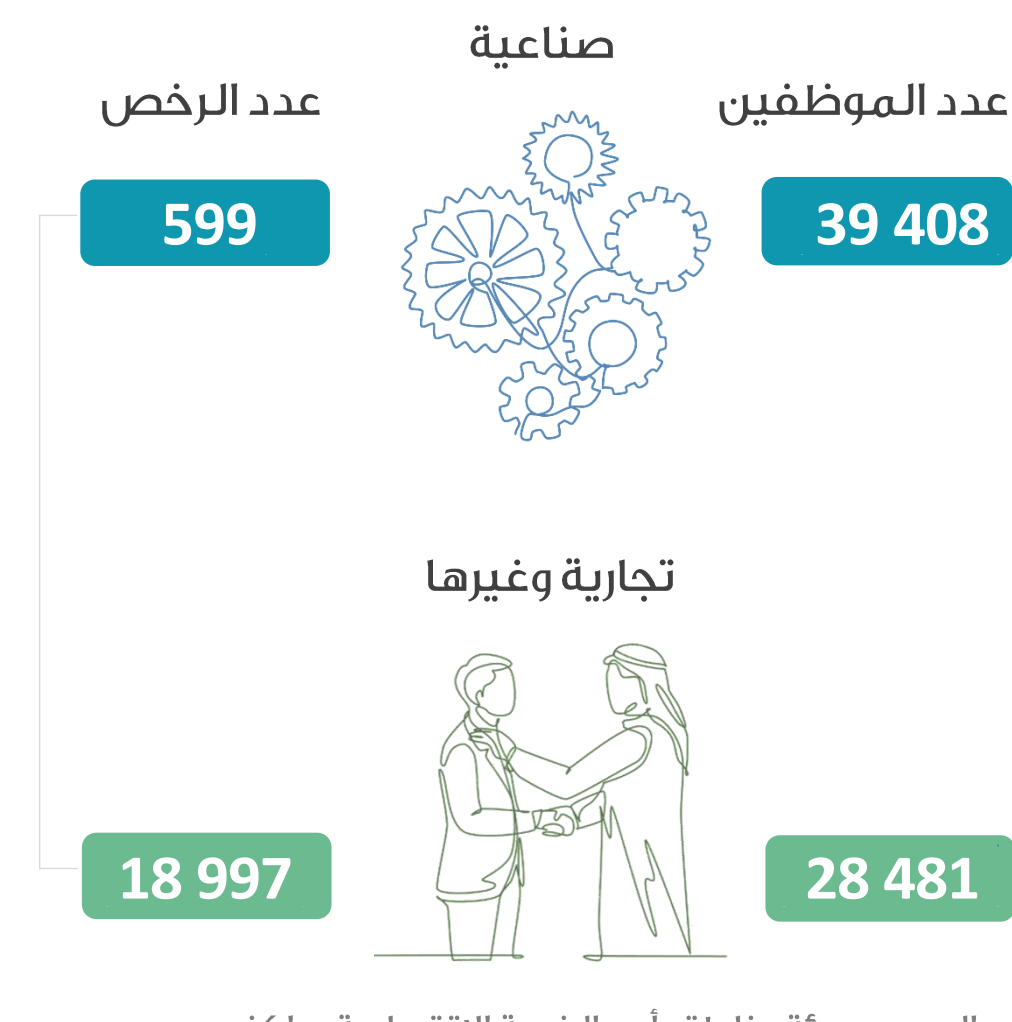 صناعية
عدد الموظفين
عدد الرخص
39 408
599
تجارية وغيرها
28 481
18 997